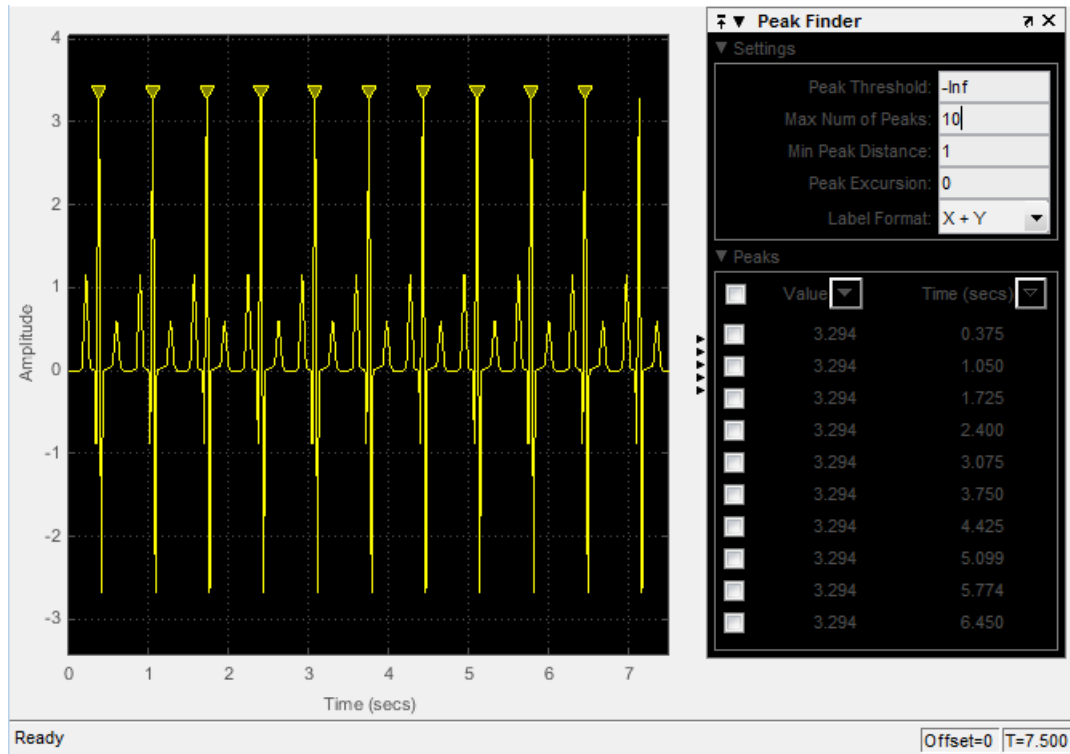 Peak Finder
Settings
Peak Threshold: -Inf
Max Num of Peaks: 10
Min Peak Distance: 1
Peak Excursion: 0
Label Format: X + Y
Peaks
Value Time (secs)
3.294 0.375
3.294 1.050
3.294 1.725
3.294 2.400
3.294 3.075
3.294 3.750
3.294 4.425
3.294 5.099
3.294 5.774
3.294 6.450
4
3
2
1
0
-1
-2
-3
Amplitude
0 1 2 3 4 5 6 7
Time (secs)
Ready
Offset=0 T=7.500